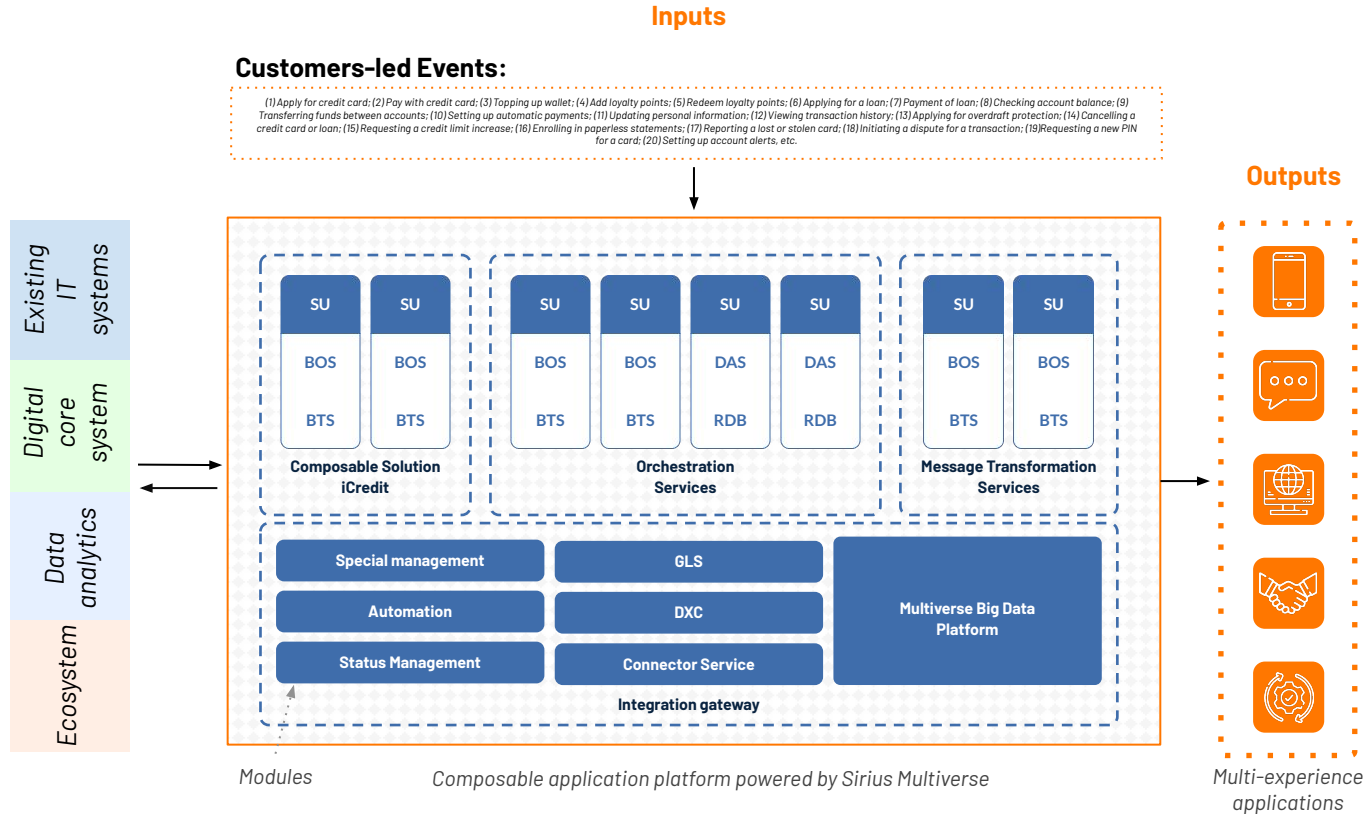 Inputs
Customers-led Events:
(1) Apply for credit card; (2) Pay with credit card; (3) Topping up wallet; (4) Add loyalty points; (5) Redeem loyalty points; (6) Applying for a loan; (7) Payment of loan; (8) Checking account balance; (9)
Transferring funds between accounts; (10) Setting up automatic payments; (11) Updating personal information; (12) Viewing transaction history; (13) Applying for overdraft protection; (14) Cancelling a
credit card or loan; (15) Requesting a credit limit increase; (16) Enrolling in paperless statements; (17) Reporting a lost or stolen card; (18) Initiating a dispute for a transaction; (19)Requesting a new PIN
for a card; (20) Setting up account alerts, etc.
Outputs
Existing
IT
systems
Digital
core
system
Data
analytics
Ecosystem
SU
BOS
BTS
SU
BOS
BTS
Composable Solution
iCredit
SU
BOS
BTS
SU
BOS
BTS
SU
DAS
RDB
SU
DAS
RDB
Orchestration
Services
SU
BOS
BTS
SU
BOS
BTS
Message Transformation
Services
Special management
Automation
Status Management
GLS
DXC
Connector Service
Multiverse Big Data
Platform
Integration gateway
Modules
Composable application platform powered by Sirius Multiverse
Multi-experience
applications